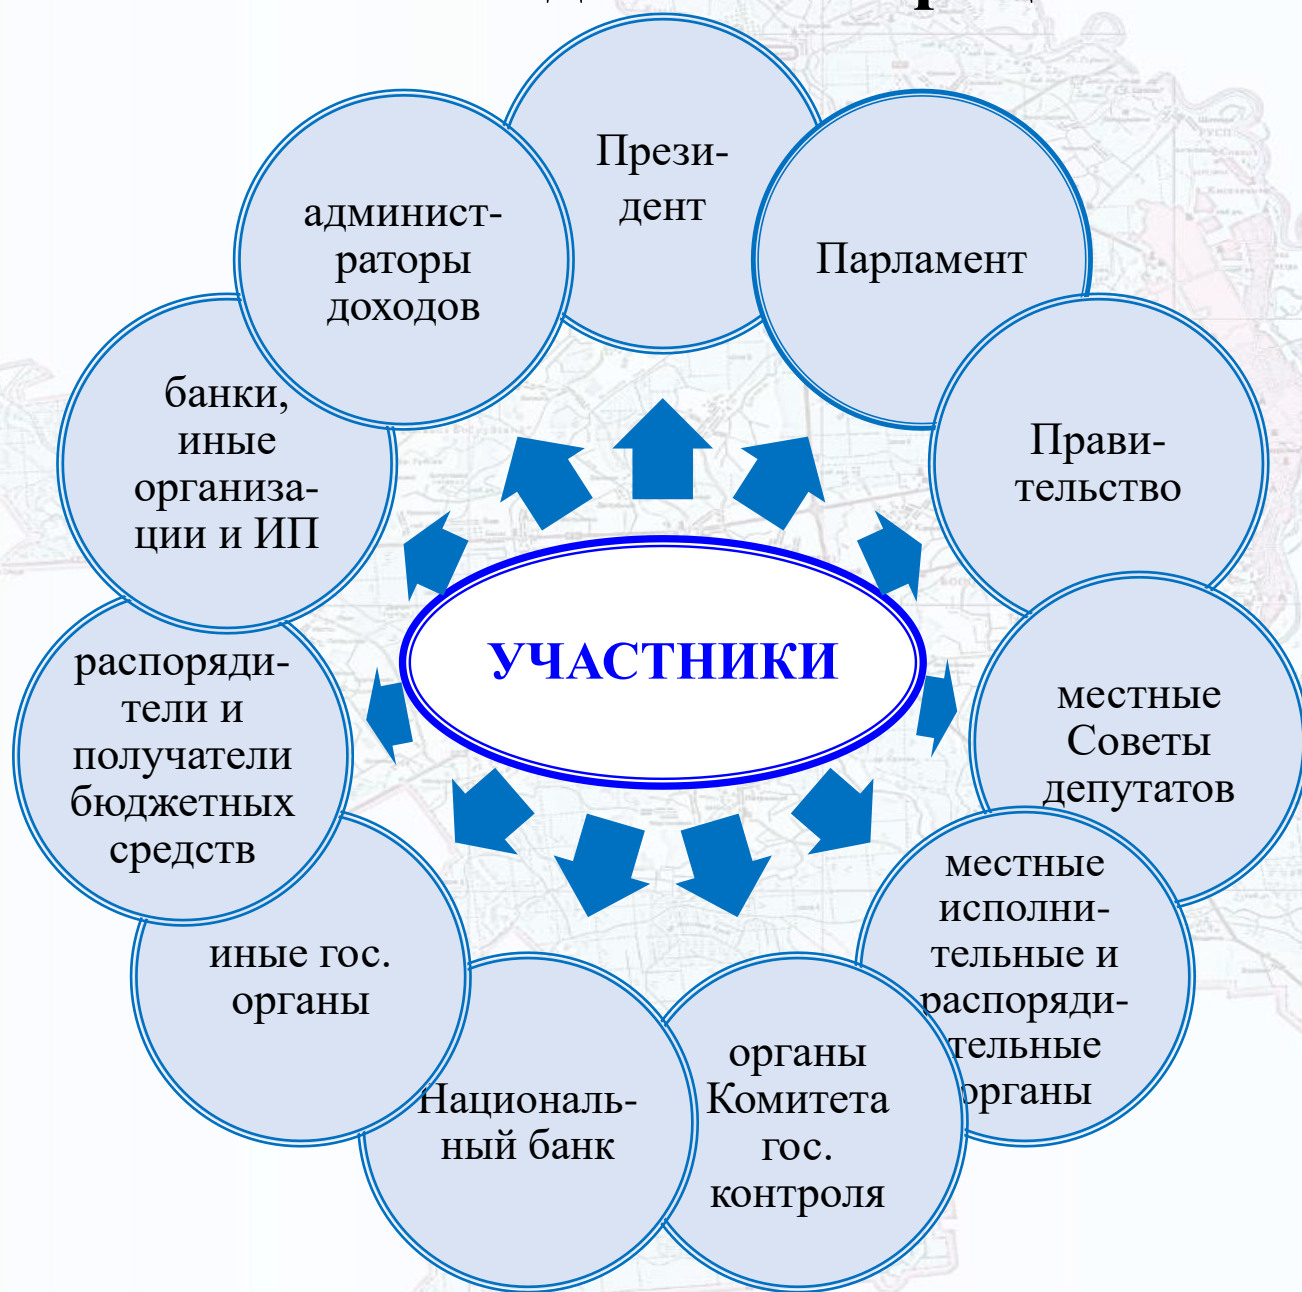 Прези-
дент
Парламент
Прави-
тельство
местные
Советы
депутатов
местные
исполни-
тельные и
распоряди-
тельные
органы
органы
Комитета
гос.
контроля
Националь-
ный банк
иные гос.
органы
распоряди-
тели и
получатели
бюджетных
средств
банки,
иные
организа-
ции и ИП
админист-
раторы
доходов
УЧАСТНИКИ